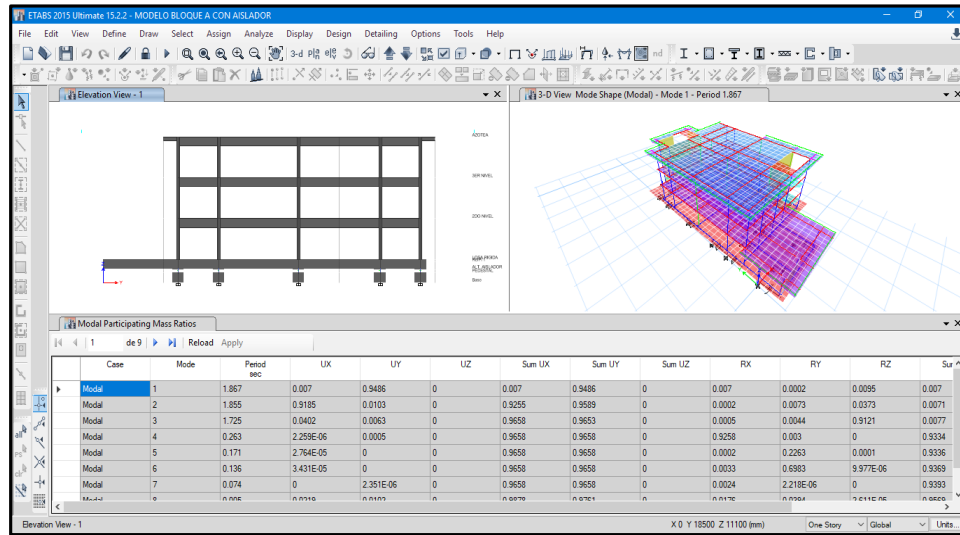 ETABS 2015 Ultimate 15.2.2 - MODELO BLOQUE A CON AISLADOR
File Edit View Define Draw Select Assign Analyze Display Design Detailing Options Tools Help
3-d nd
Elevation View - 1
3-D View Mode Shape (Modal) - Mode 1 - Period 1.867
AZOTEA
3ER NIVEL
2DO NIVEL
Base
Modal Participating Mass Ratios
1 de 9 Reload Apply
Case Mode Period sec UX UY UZ Sum UX Sum UY Sum UZ RX RY RZ
Modal 1 1.867 0.007 0.9486 0 0.007 0.9486 0 0.007 0.0002 0.0095 0.007
Modal 2 1.855 0.9185 0.0103 0 0.9255 0.9589 0 0.0002 0.0073 0.0373 0.0071
Modal 3 1.725 0.0402 0.0063 0 0.9658 0.9653 0 0.0005 0.0044 0.9121 0.0077
Modal 4 0.263 2.259E-06 0.0005 0 0.9658 0.9658 0 0.9258 0.003 0 0.9334
Modal 5 0.171 2.764E-05 0 0 0.9658 0.9658 0 0.0002 0.2263 0.0001 0.9336
Modal 6 0.136 3.431E-05 0 0 0.9658 0.9658 0 0.0033 0.6983 9.977E-06 0.9369
Modal 7 0.074 0 2.351E-06 0 0.9658 0.9658 0 0.0024 2.218E-06 0 0.9393
Elevation View - 1 X 0 Y 18500 Z 11100 (mm) One Story Global Units...